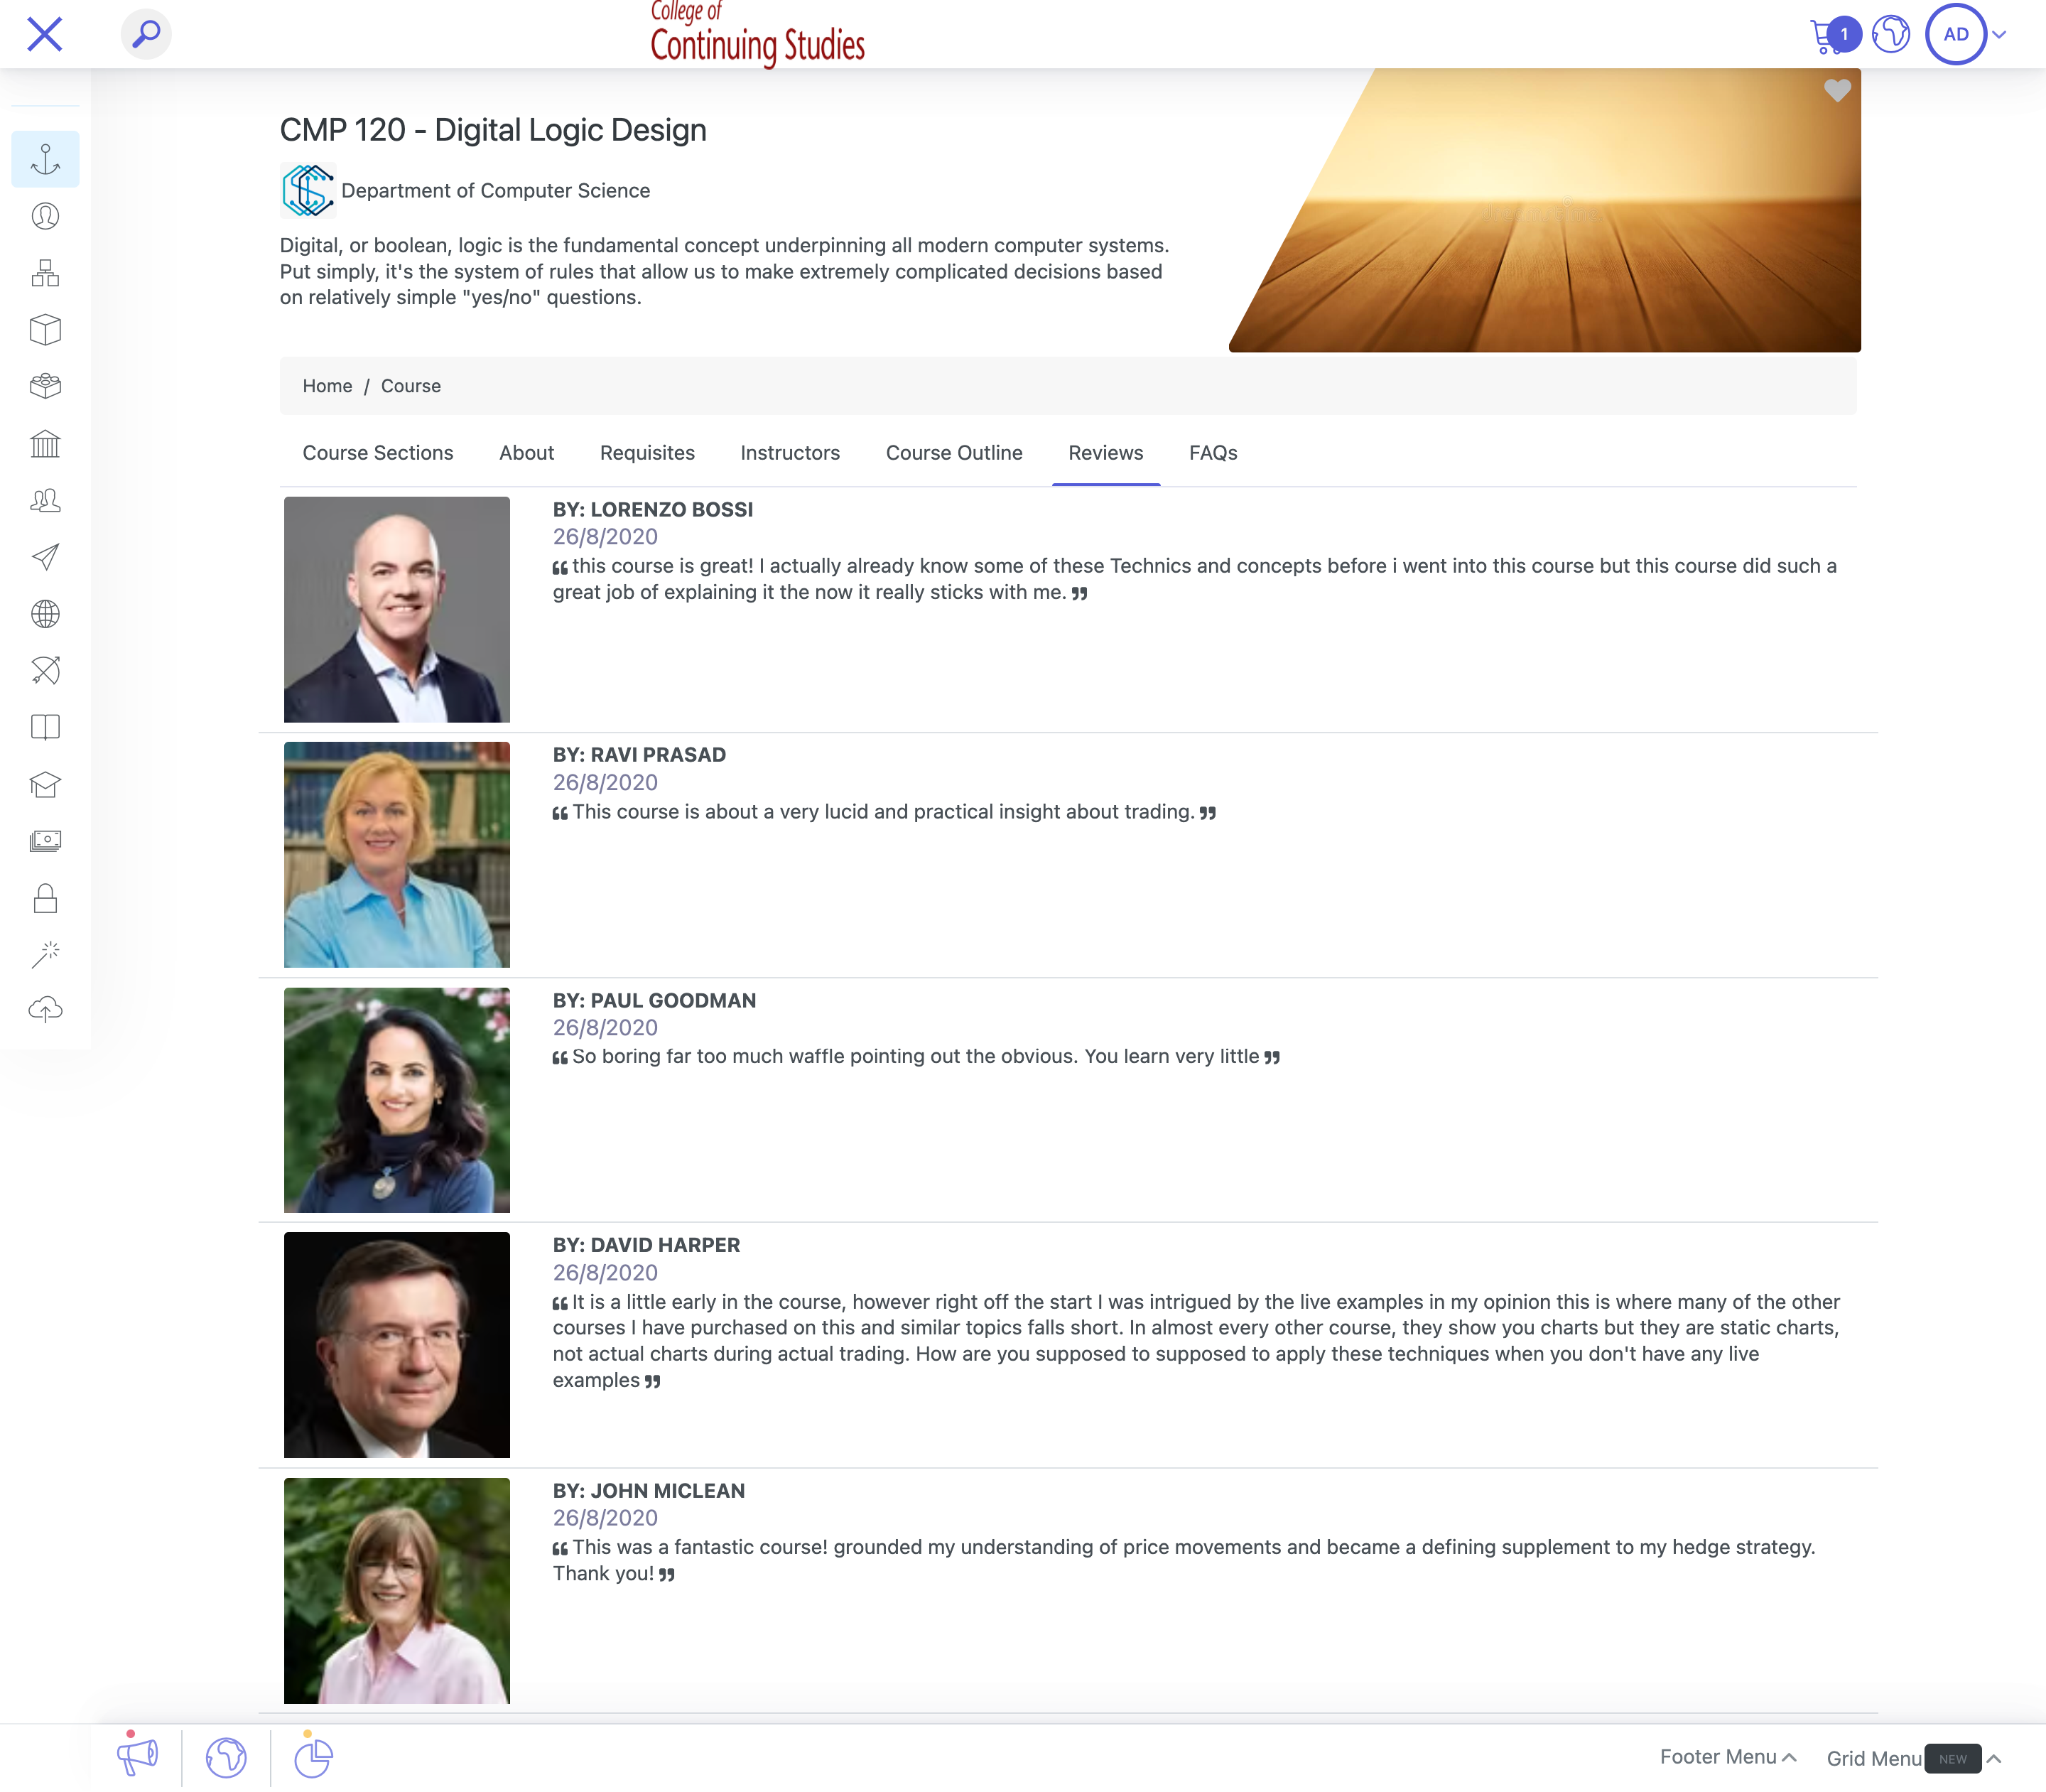 College of
Continuing Studies
1
AD
CMP 120 - Digital Logic Design
Department of Computer Science
Digital, or boolean, logic is the fundamental concept underpinning all modern computer systems.
Put simply, it's the system of rules that allow us to make extremely complicated decisions based
on relatively simple "yes/no" questions.
Home / Course
Course Sections About Requisites Instructors Course Outline Reviews FAQs
BY: LORENZO BOSSI
26/8/2020
❝ this course is great! I actually already know some of these Technics and concepts before i went into this course but this course did such a
great job of explaining it the now it really sticks with me. ❞
BY: RAVI PRASAD
26/8/2020
❝ This course is about a very lucid and practical insight about trading. ❞
BY: PAUL GOODMAN
26/8/2020
❝ So boring far too much waffle pointing out the obvious. You learn very little ❞
BY: DAVID HARPER
26/8/2020
❝ It is a little early in the course, however right off the start I was intrigued by the live examples in my opinion this is where many of the other
courses I have purchased on this and similar topics falls short. In almost every other course, they show you charts but they are static charts,
not actual charts during actual trading. How are you supposed to supposed to apply these techniques when you don't have any live
examples ❞
BY: JOHN MICLEAN
26/8/2020
❝ This was a fantastic course! grounded my understanding of price movements and became a defining supplement to my hedge strategy.
Thank you! ❞
Footer Menu Grid Menu NEW